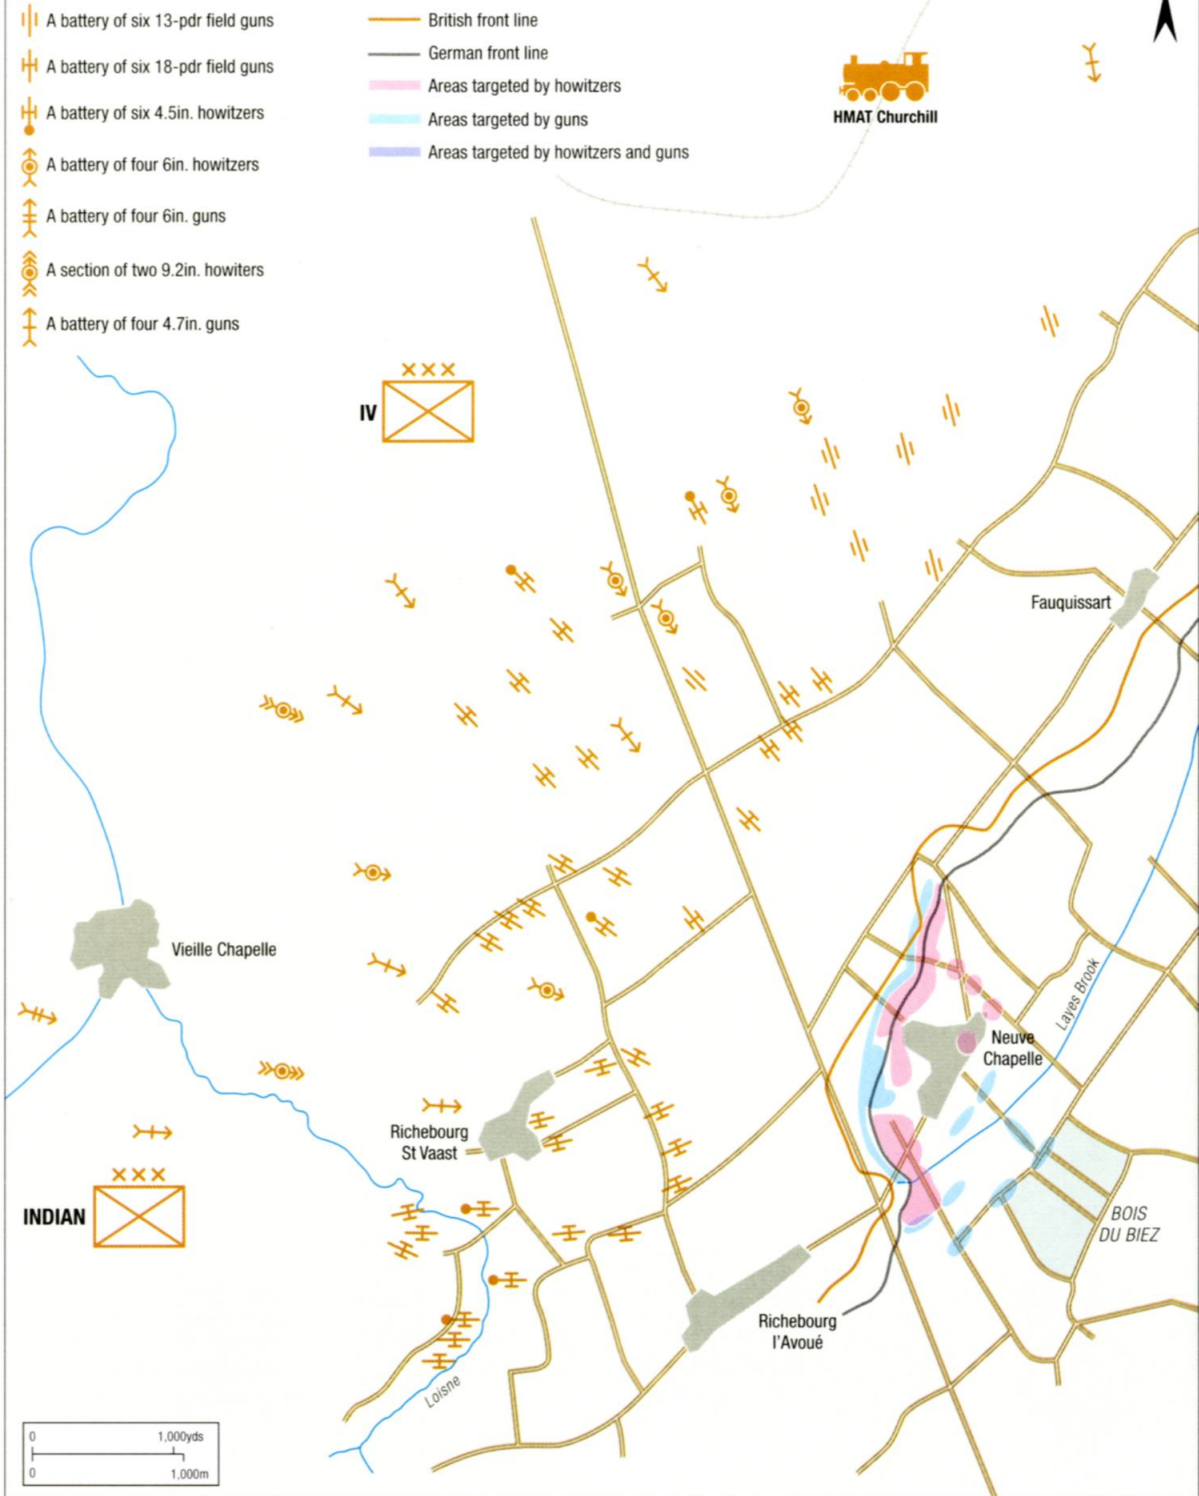 A battery of six 13-pdr field guns
A battery of six 18-pdr field guns
A battery of six 4.5in. howitzers
A battery of four 6in. howitzers
A battery of four 6in. guns
A section of two 9.2in. howiters
A battery of four 4.7in. guns
British front line
German front line
Areas targeted by howitzers
Areas targeted by guns
Areas targeted by howitzers and guns
HMAT Churchill
IV
Fauquissart
Vieille Chapelle
Layes Brook
Neuve
Chapelle
Richebourg
St Vaast
INDIAN
BOIS
DU BIEZ
Richebourg
l'Avoué
Loisne
0 1,000yds
0 1,000m